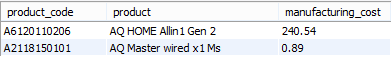 product_code product manufacturing_cost
A6120110206 AQ HOME Allin1 Gen 2 240.54
A2118150101 AQ Master wired x1 Ms 0.89